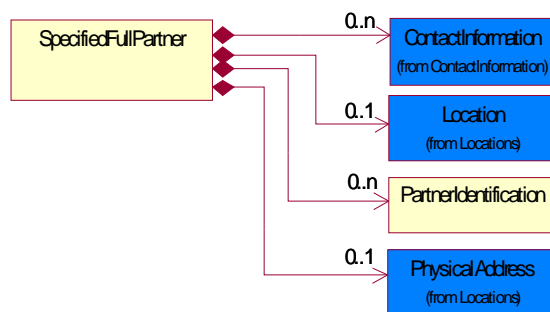 SpecifiedFullPartner
0..n
ContactInformation
(from ContactInformation)
0..1
Location
(from Locations)
0..n
PartnerIdentification
0..1
PhysicalAddress
(from Locations)